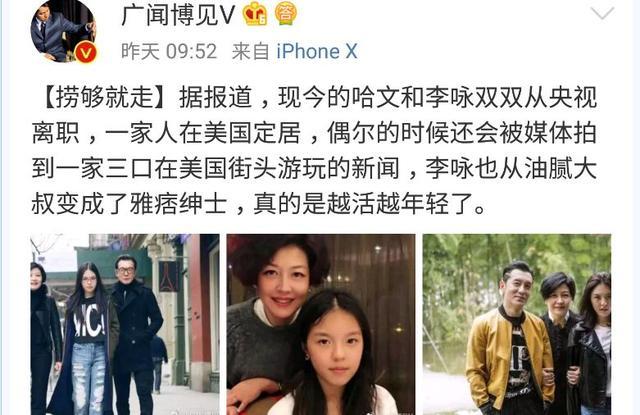 广闻博见V
昨天 09:52 来自 iPhone X
【捞够就走】据报道，现今的哈文和李咏双双从央视
离职，一家人在美国定居，偶尔的时候还会被媒体拍
到一家三口在美国街头游玩的新闻，李咏也从油腻大
叔变成了雅痞绅士，真的是越活越年轻了。